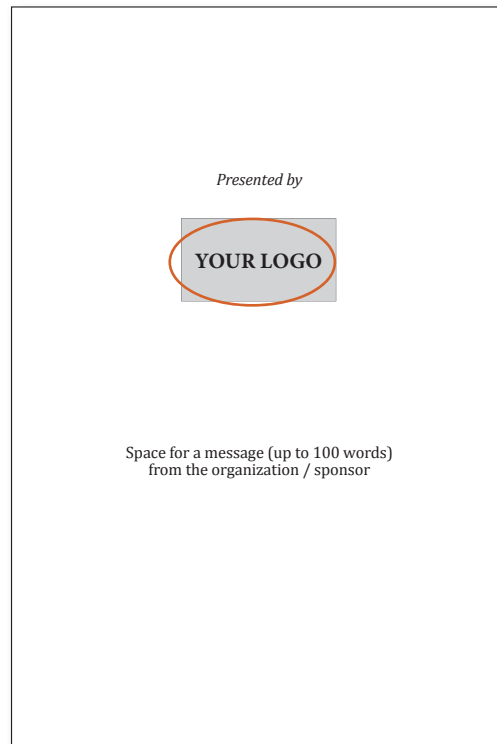 Presented by
YOUR LOGO
Space for a message (up to 100 words)
from the organization / sponsor